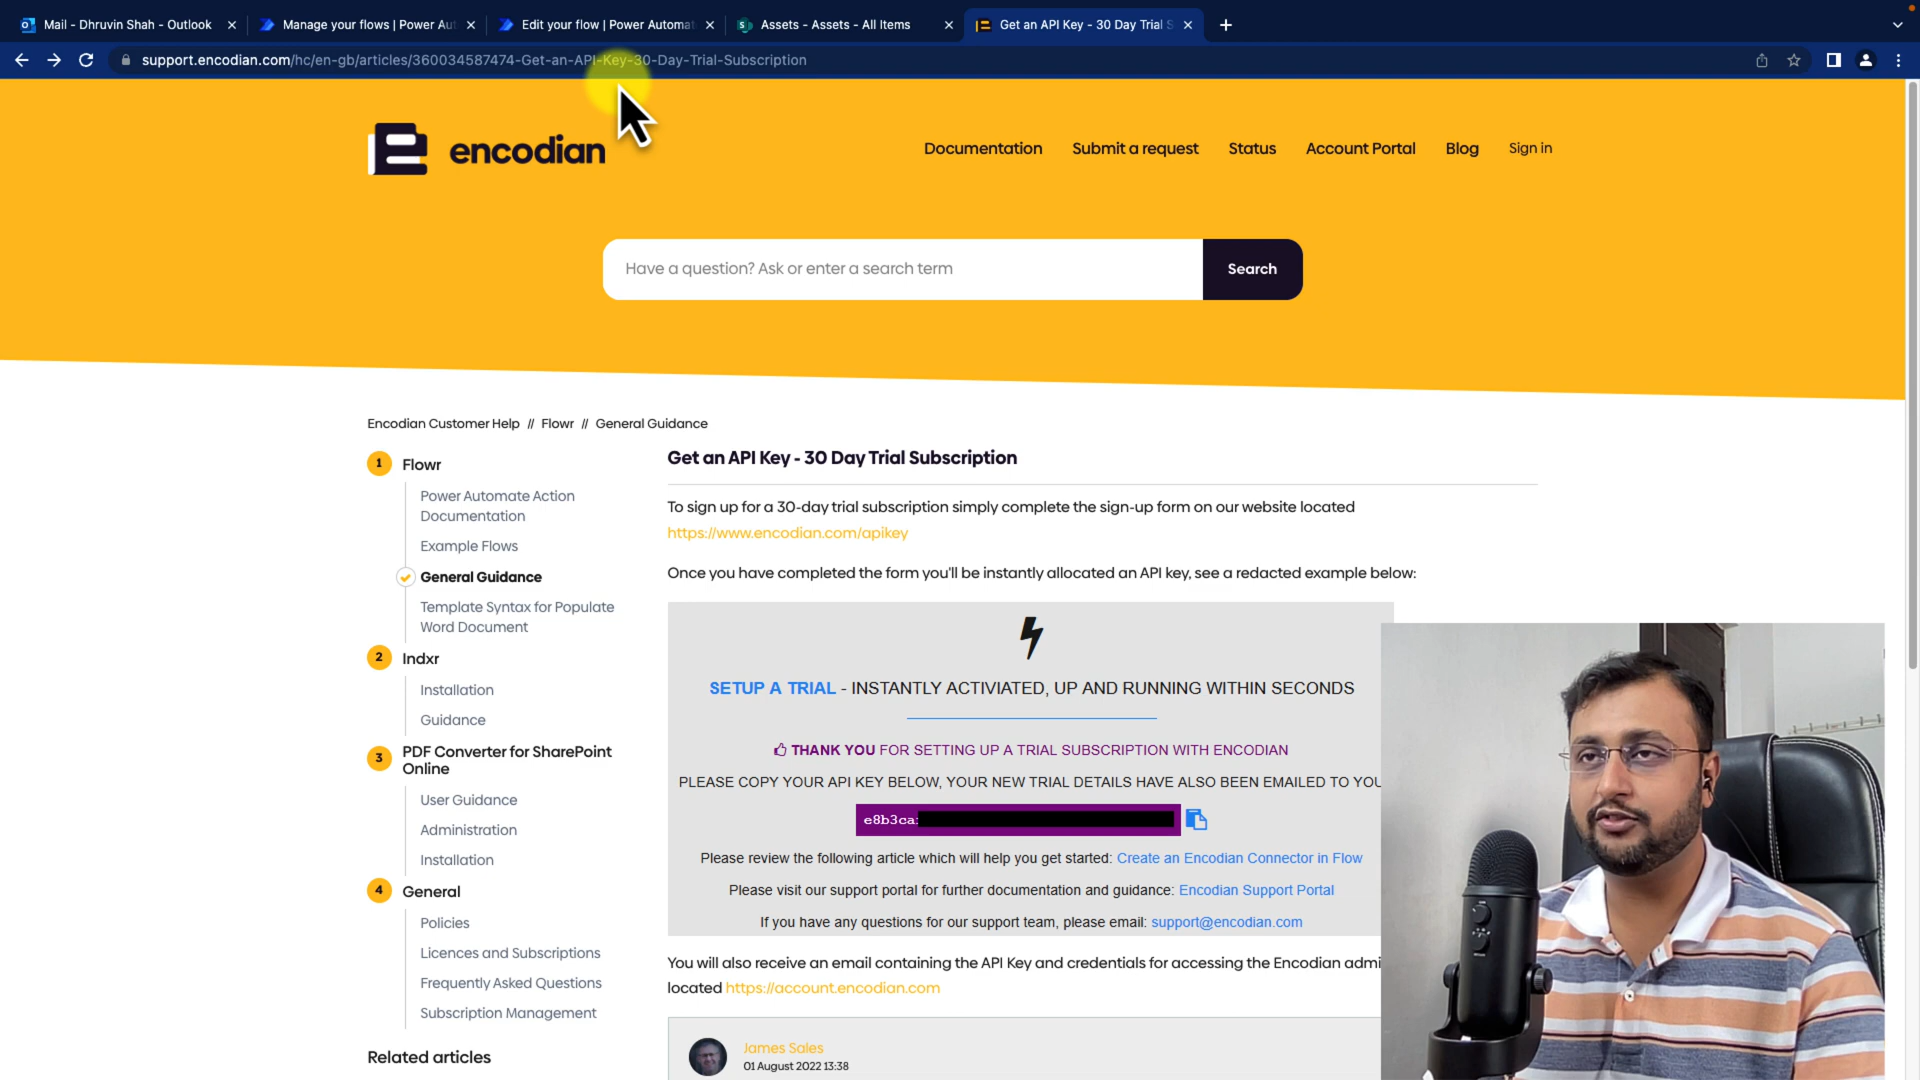 Mail - Dhruvin Shah - Outlook
Manage your flows | Power Aut
Edit your flow | Power Automat
Assets - Assets - All Items
Get an API Key - 30 Day Trial S
support.encodian.com/hc/en-gb/articles/360034587474-Get-an-API-Key-30-Day-Trial-Subscription
encodian
Documentation
Submit a request
Status
Account Portal
Blog
Sign in
Have a question? Ask or enter a search term
Search
Encodian Customer Help // Flowr // General Guidance
1 Flowr
Power Automate Action
Documentation
Example Flows
General Guidance
Template Syntax for Populate
Word Document
2 Indxr
Installation
Guidance
3 PDF Converter for SharePoint
Online
User Guidance
Administration
Installation
4 General
Policies
Licences and Subscriptions
Frequently Asked Questions
Subscription Management
Related articles
Get an API Key - 30 Day Trial Subscription
To sign up for a 30-day trial subscription simply complete the sign-up form on our website located
https://www.encodian.com/apikey
Once you have completed the form you'll be instantly allocated an API key, see a redacted example below:
SETUP A TRIAL - INSTANTLY ACTIVIATED, UP AND RUNNING WITHIN SECONDS
THANK YOU FOR SETTING UP A TRIAL SUBSCRIPTION WITH ENCODIAN
PLEASE COPY YOUR API KEY BELOW, YOUR NEW TRIAL DETAILS HAVE ALSO BEEN EMAILED TO YOU
e8b3ca
Please review the following article which will help you get started: Create an Encodian Connector in Flow
Please visit our support portal for further documentation and guidance: Encodian Support Portal
If you have any questions for our support team, please email: support@encodian.com
You will also receive an email containing the API Key and credentials for accessing the Encodian admi
located https://account.encodian.com
James Sales
01 August 2022 13:38